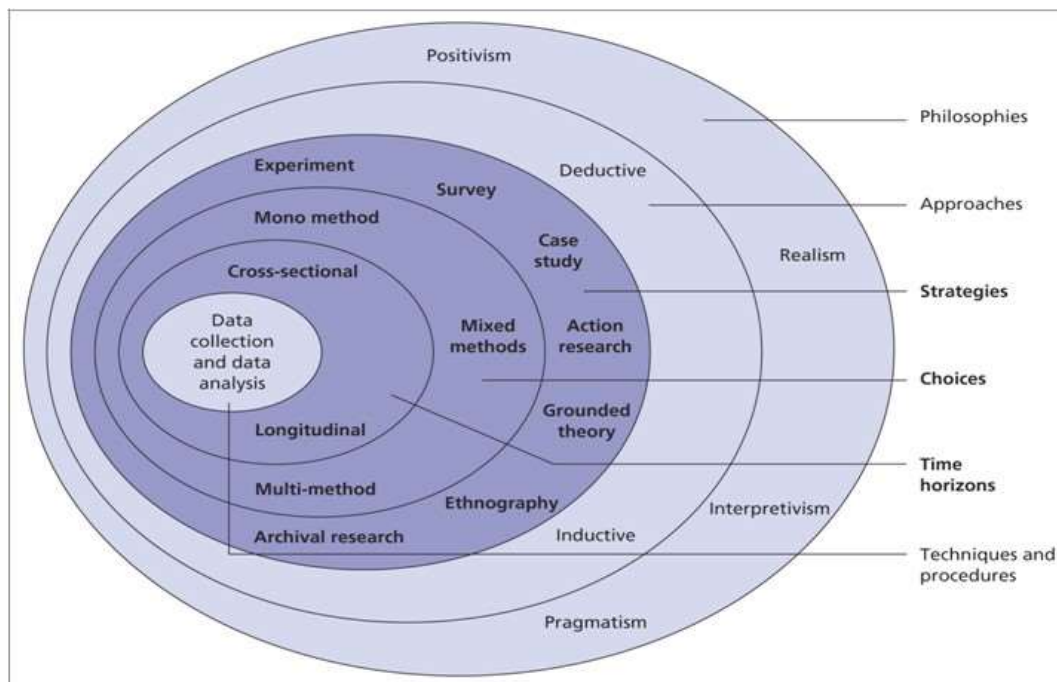 Positivism
Philosophies
Experiment
Deductive
Survey
Approaches
Mono method
Case
study
Realism
Cross-sectional
Strategies
Data
collection
and data
analysis
Mixed
methods
Action
research
Choices
Grounded
theory
Longitudinal
Time
horizons
Multi-method
Ethnography
Interpretivism
Archival research
Inductive
Techniques and
procedures
Pragmatism